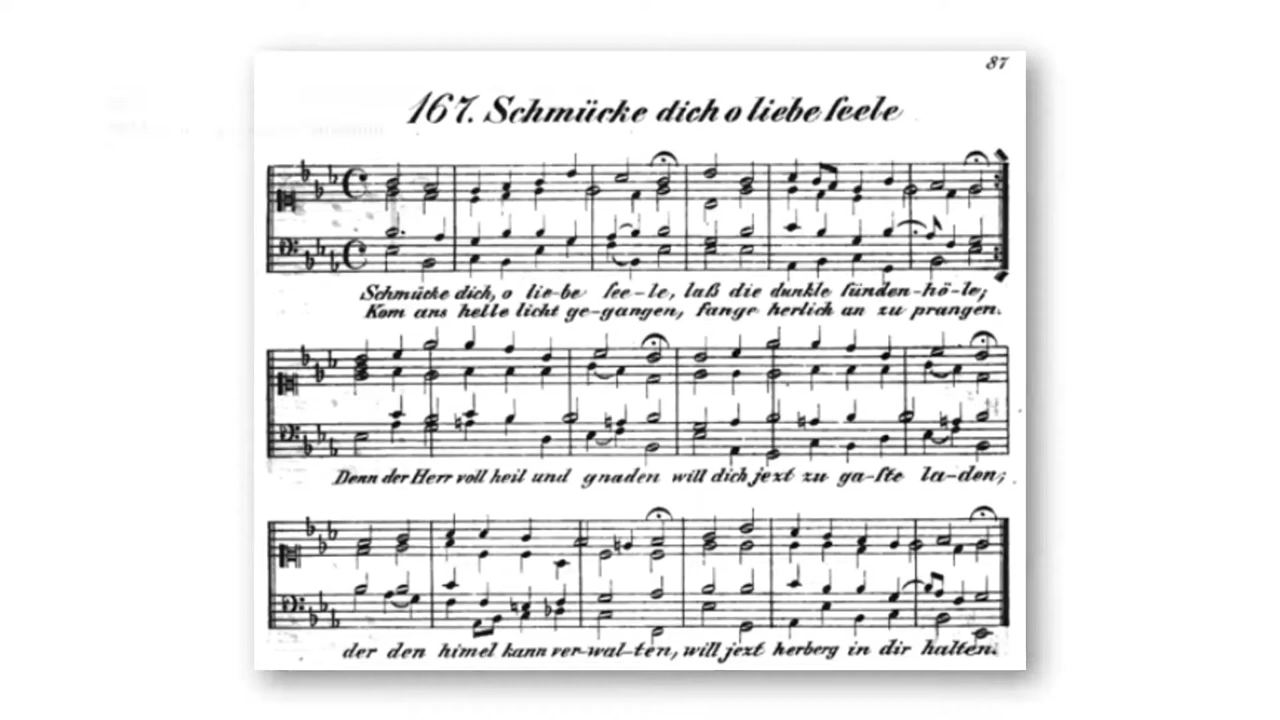 87
167. Schmücke dich o liebe seele
Schmücke dich, o lie-be see-le, laß die dunkle sünden-hö-le;
Kom ans helle licht ge-gangen, fange herlich an zu prangen.
Denn der Herr voll heil und gnaden will dich jezt zu ga-ste la-den;
der den himel kann ver-wal-ten, will jezt herberg in dir halten.